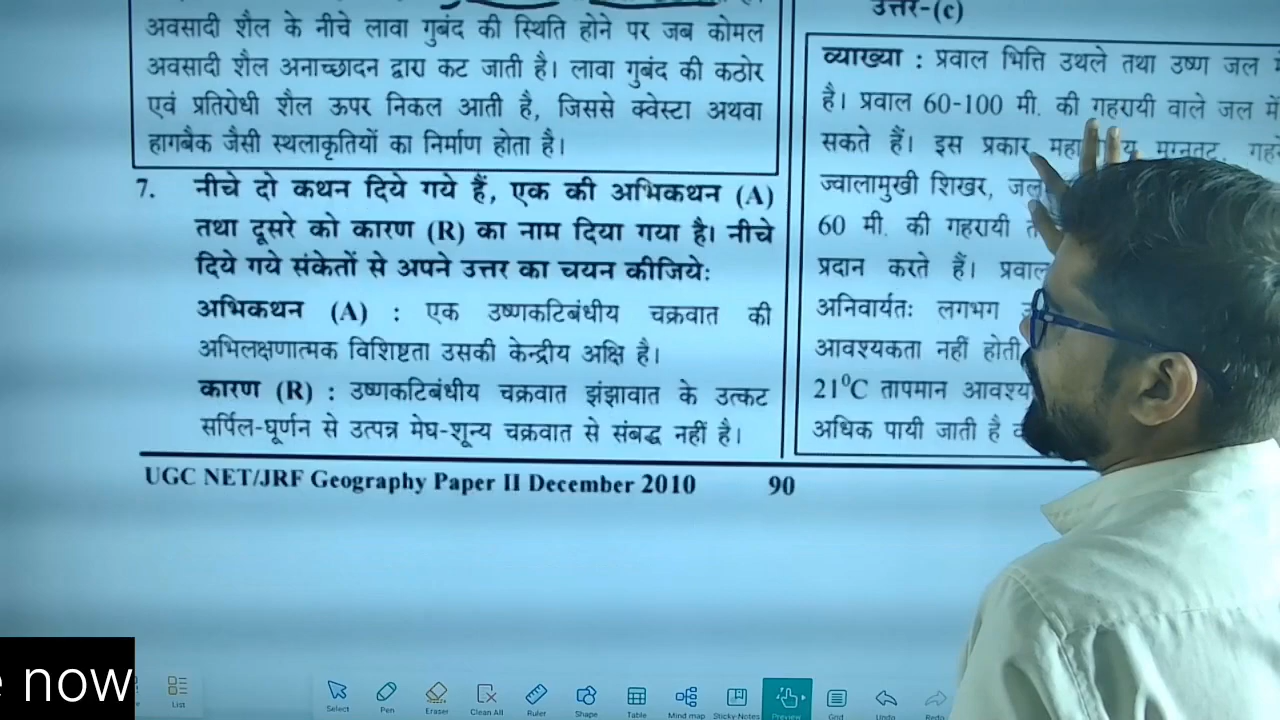 अवसादी शैल के नीचे लावा गुबंद की स्थिति होने पर जब कोमल
अवसादी शैल अनाच्छादन द्वारा कट जाती है। लावा गुबंद की कठोर
एवं प्रतिरोधी शैल ऊपर निकल आती है, जिससे क्वेस्टा अथवा
हागबैक जैसी स्थलाकृतियों का निर्माण होता है।
7. नीचे दो कथन दिये गये हैं, एक की अभिकथन (A)
तथा दूसरे को कारण (R) का नाम दिया गया है। नीचे
दिये गये संकेतों से अपने उत्तर का चयन कीजिये:
अभिकथन (A) : एक उष्णकटिबंधीय चक्रवात की
अभिलक्षणात्मक विशिष्टता उसकी केन्द्रीय अक्षि है।
कारण (R) : उष्णकटिबंधीय चक्रवात झंझावात के उत्कट
सर्पिल-घूर्णन से उत्पन्न मेघ-शून्य चक्रवात से संबद्ध नहीं है।
UGC NET/JRF Geography Paper II December 2010 90
उत्तर-(c)
व्याख्या : प्रवाल भित्ति उथले तथा उष्ण जल
है। प्रवाल 60-100 मी. की गहरायी वाले जल में
सकते हैं। इस प्रकार
ज्वालामुखी शिखर,
60 मी. की गहरायी
प्रदान करते हैं।
अनिवार्यतः लगभग
आवश्यकता नहीं होती
21⁰C तापमान
अधिक पायी जाती है
now
List
Select
Pen
Eraser
Clean All
Ruler
Shape
Table
Mind map
Sticky-Notes
Preview
Grid
Undo
Redo